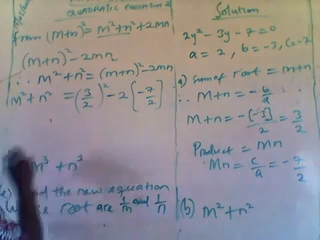 quadratic equation 2
from (m+n)² = m²+n²+2mn
(m+n)² - 2mn
∴ m²+n² = (m+n)² - 2mn
m²+n² = (3/2)² - 2[-7/2]
m³ + n³
the new equation
root are 1/m and 1/n
Solution
2y² - 3y - 7 = 0
a = 2, b = -3, c = -7
a) sum of root = m+n
∴ m+n = -b/a
m+n = -[-3]/2 = 3/2
Product = mn
mn = c/a = -7/2
(b) m² + n²